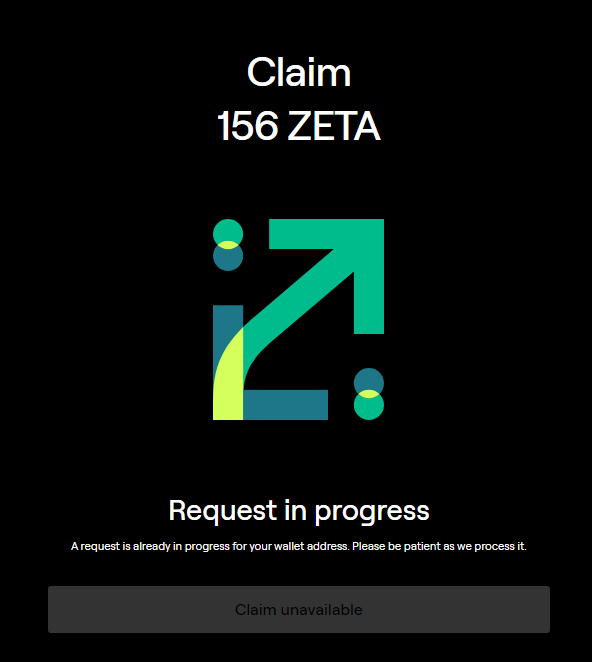 Claim
156 ZETA
Request in progress
A request is already in progress for your wallet address. Please be patient as we process it.
Claim unavailable